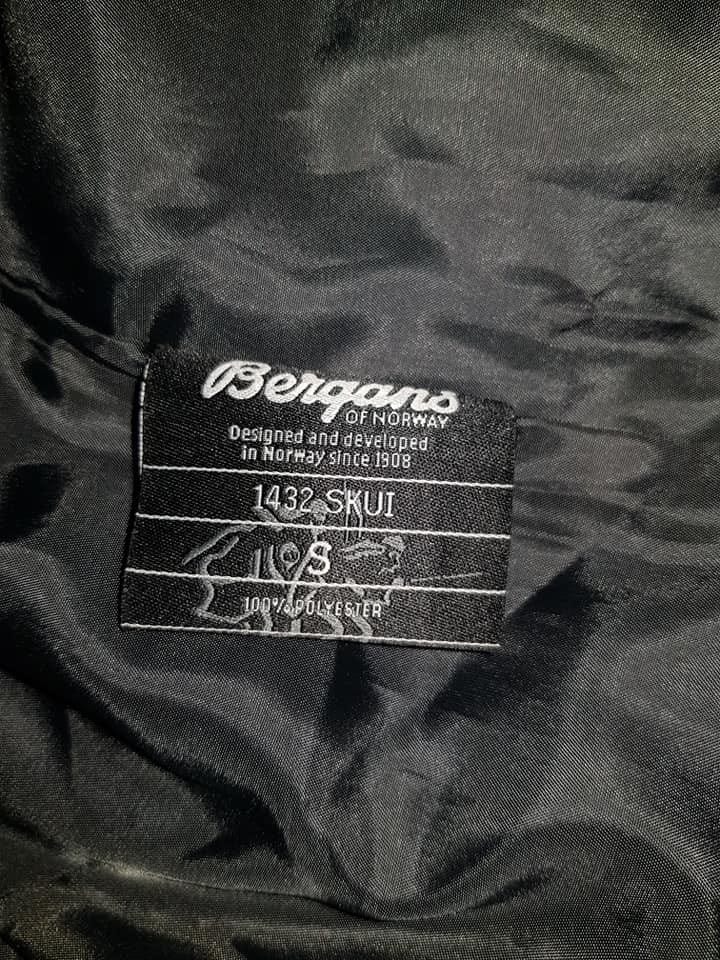 Bergans
OF NORWAY
Designed and developed
in Norway since 1908
1432 SKUI
S
100% POLYESTER